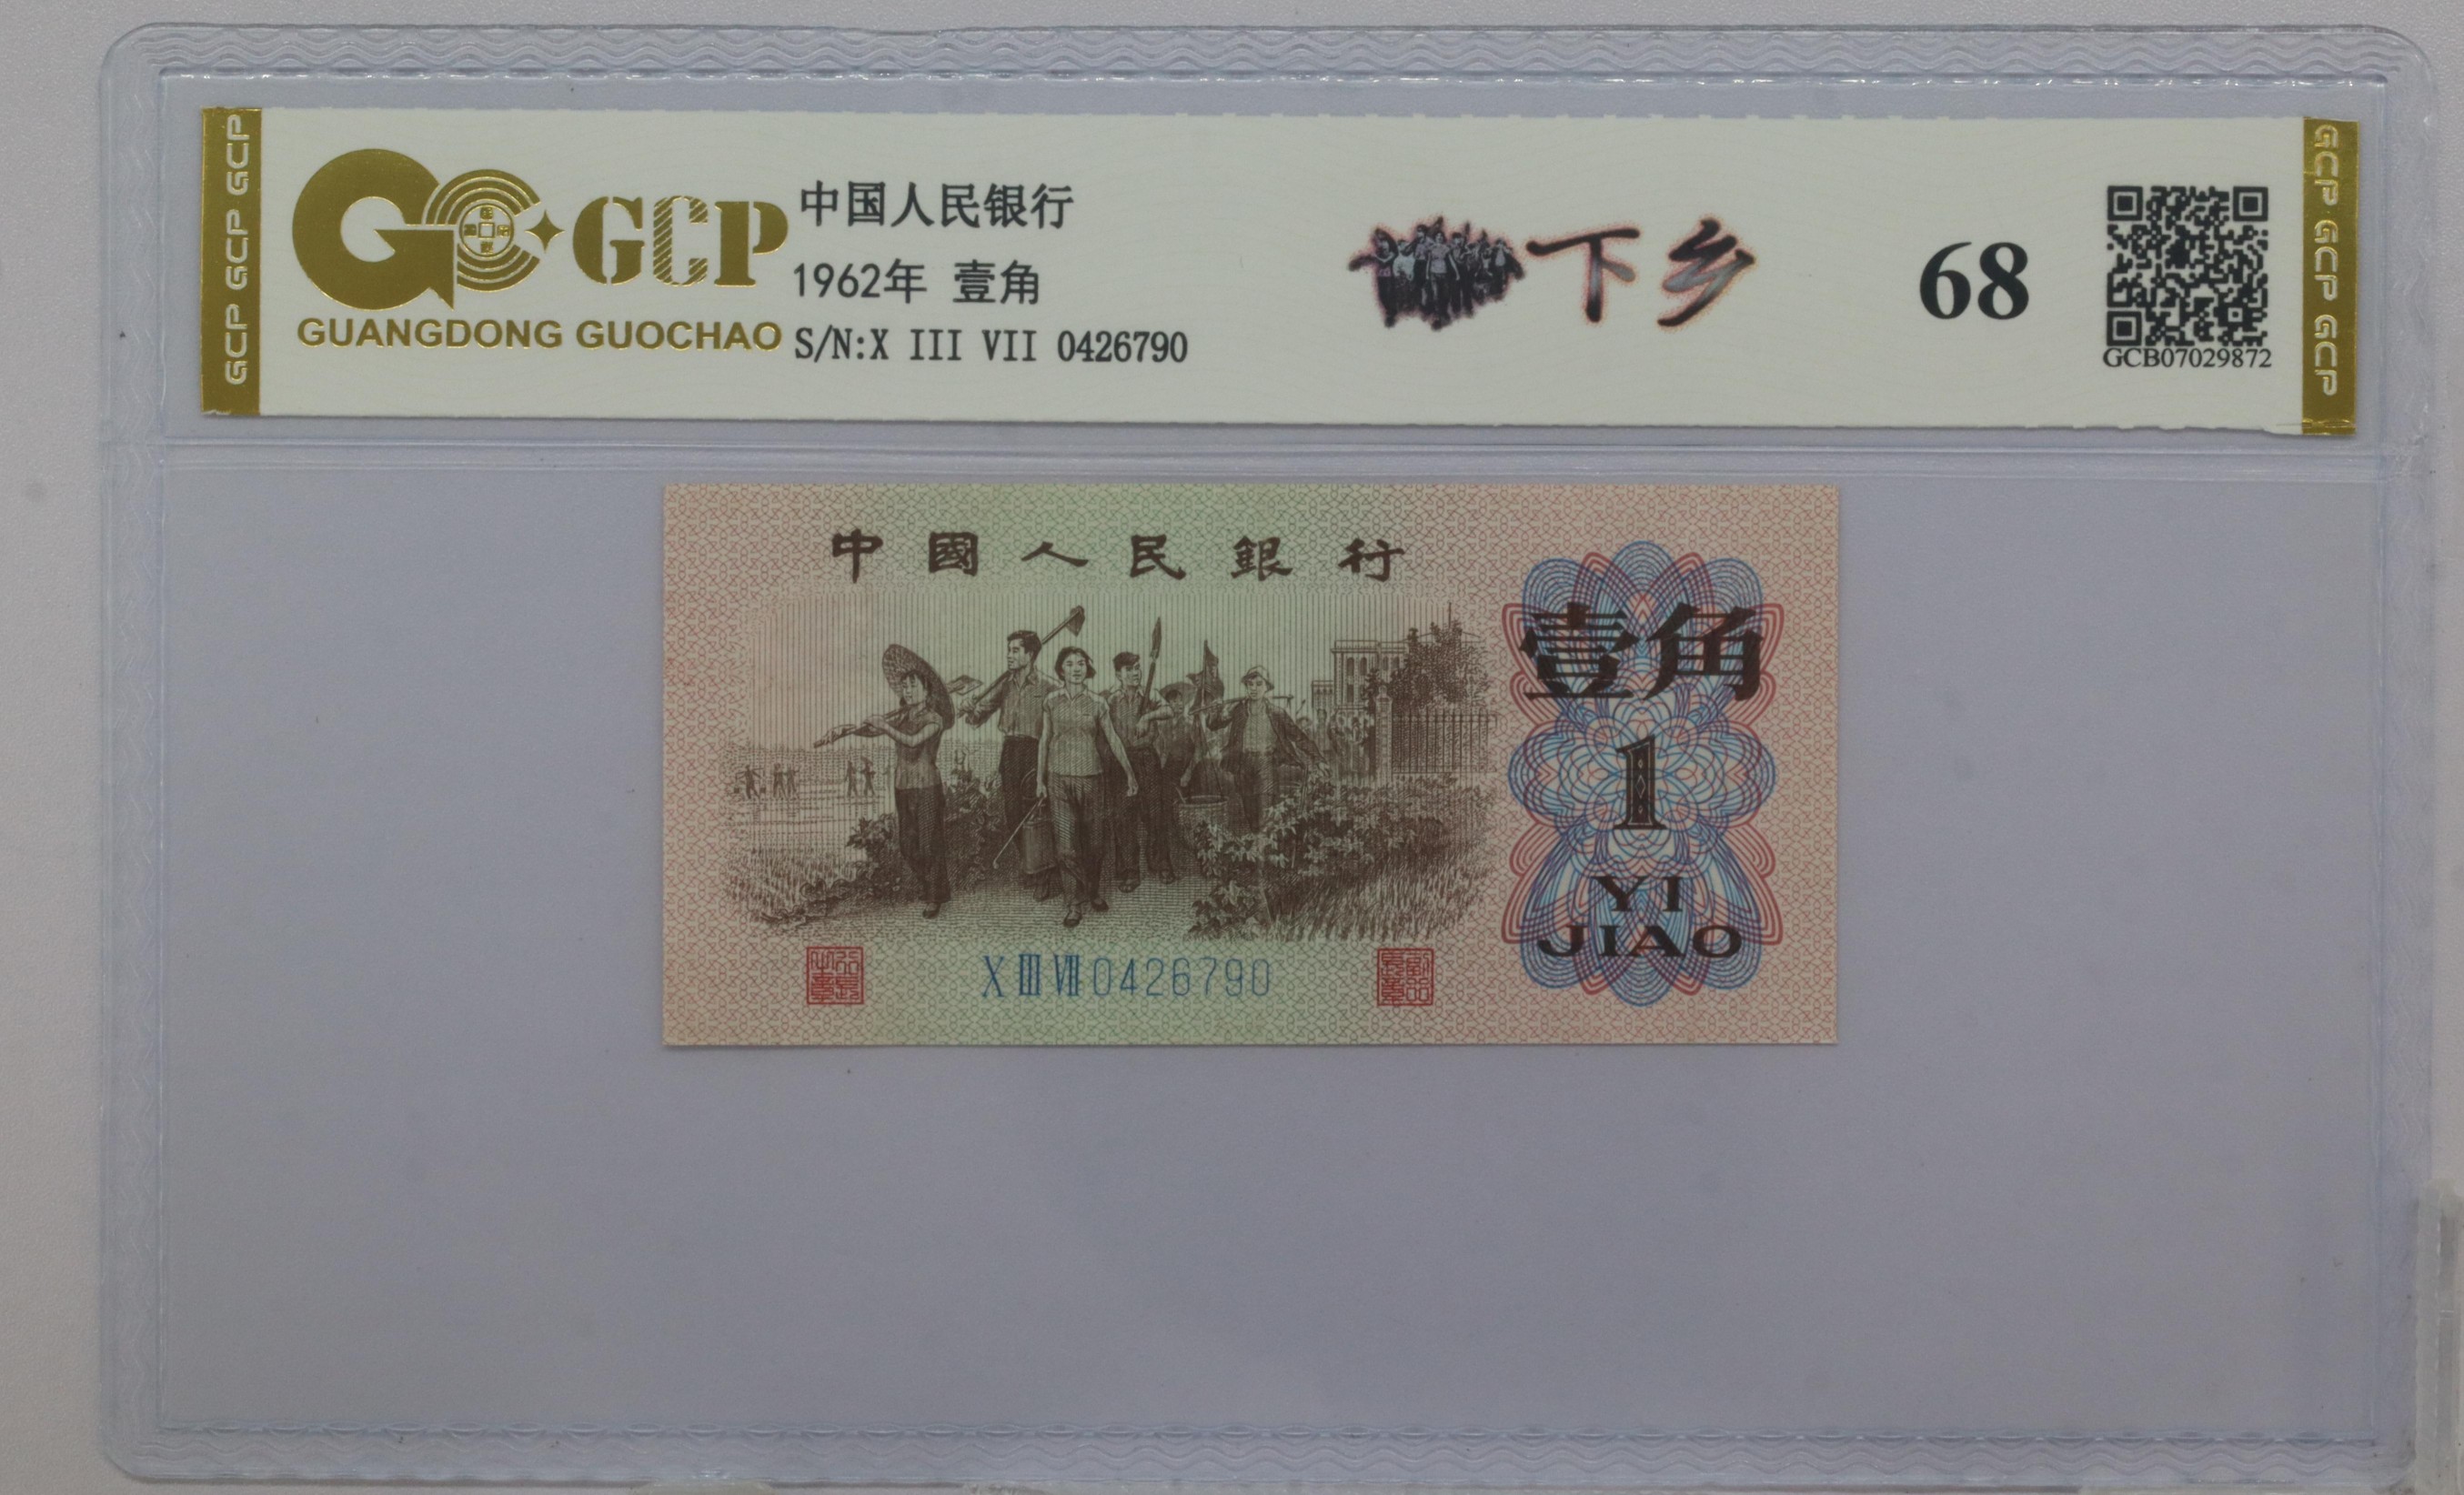 GCP GCP GCP
GCP
GUANGDONG GUOCHAO
中国人民银行
1962年 壹角
S/N:X III VII 0426790
下乡
68
GCB07029872
GCP GCP GCP
中國人民銀行
壹角
1
YI
JIAO
X III VII 0426790